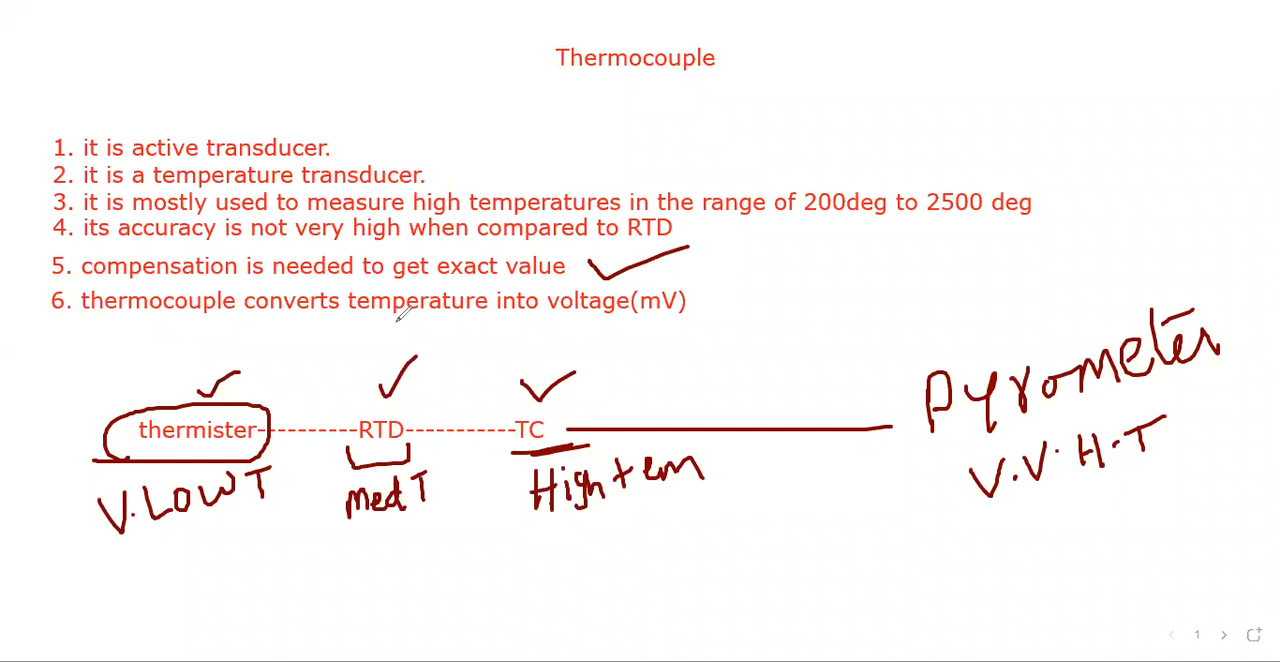 Thermocouple
1. it is active transducer.
2. it is a temperature transducer.
3. it is mostly used to measure high temperatures in the range of 200deg to 2500 deg
4. its accuracy is not very high when compared to RTD
5. compensation is needed to get exact value
6. thermocouple converts temperature into voltage(mV)
thermister----------RTD-----------TC
Pyrometer
V.LOW T
med T
High tem
V.V.H.T
1